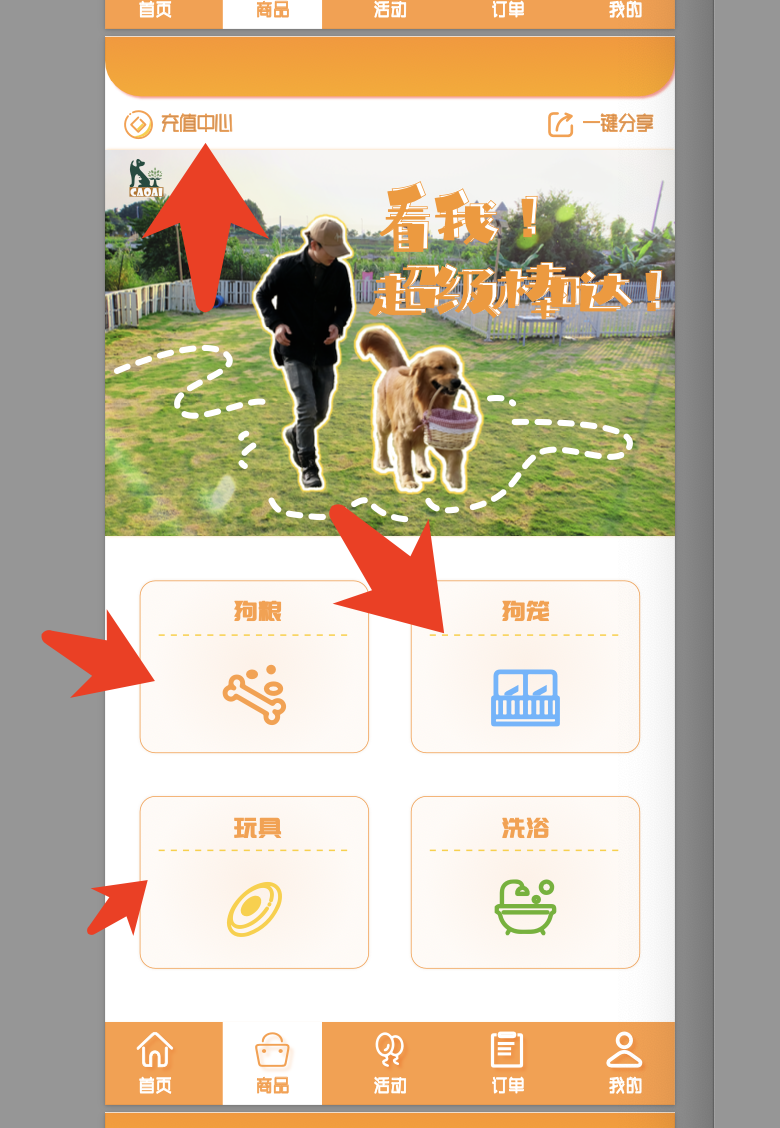 首页 商品 活动 订单 我的
充值中心 一键分享
CAOAI
看我！
超级棒哒！
狗粮 狗笼
玩具 洗浴
首页 商品 活动 订单 我的